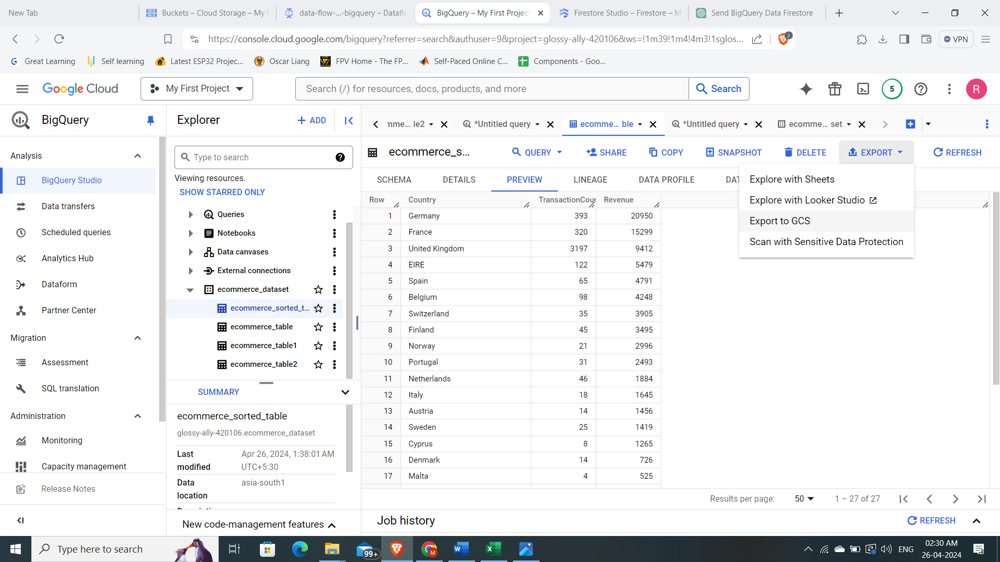 New Tab
Buckets – Cloud Storage – My F
data-flow-...-bigquery – Dataflo
BigQuery – My First Project
Firestore Studio – Firestore – M
Send BigQuery Data Firestore
https://console.cloud.google.com/bigquery?referrer=search&authuser=9&project=glossy-ally-420106&ws=!1m39!1m4!4m3!1sglos...
2
VPN
Great Learning
Self learning
Latest ESP32 Projec...
Oscar Liang
FPV Home - The FP...
Self-Paced Online C...
Components - Goo...
Google Cloud
My First Project
Search (/) for resources, docs, products, and more
Search
5
R
BigQuery
Analysis
BigQuery Studio
Data transfers
Scheduled queries
Analytics Hub
Dataform
Partner Center
Migration
Assessment
SQL translation
Administration
Monitoring
Capacity management
Release Notes
Explorer
ADD
Type to search
Viewing resources.
SHOW STARRED ONLY
Queries
Notebooks
Data canvases
External connections
ecommerce_dataset
ecommerce_sorted_t...
ecommerce_table
ecommerce_table1
ecommerce_table2
SUMMARY
ecommerce_sorted_table
glossy-ally-420106.ecommerce_dataset
Last modified Apr 26, 2024, 1:38:01 AM UTC+5:30
Data location asia-south1
New code-management features
mme... le2
*Untitled query
ecomme... ble
*Untitled query
ecomme... set
ecommerce_s...
QUERY
SHARE
COPY
SNAPSHOT
DELETE
EXPORT
REFRESH
SCHEMA
DETAILS
PREVIEW
LINEAGE
DATA PROFILE
DAT
Explore with Sheets
Explore with Looker Studio
Export to GCS
Scan with Sensitive Data Protection
Row Country TransactionCour Revenue
1 Germany 393 20950
2 France 320 15299
3 United Kingdom 3197 9412
4 EIRE 122 5479
5 Spain 65 4791
6 Belgium 98 4248
7 Switzerland 35 3905
8 Finland 45 3495
9 Norway 21 2996
10 Portugal 31 2493
11 Netherlands 46 1884
12 Italy 18 1645
13 Austria 14 1456
14 Sweden 25 1419
15 Cyprus 8 1265
16 Denmark 14 726
17 Malta 4 525
Results per page: 50 1 – 27 of 27
Job history
REFRESH
Type here to search
99+
M
ENG
02:30 AM
26-04-2024